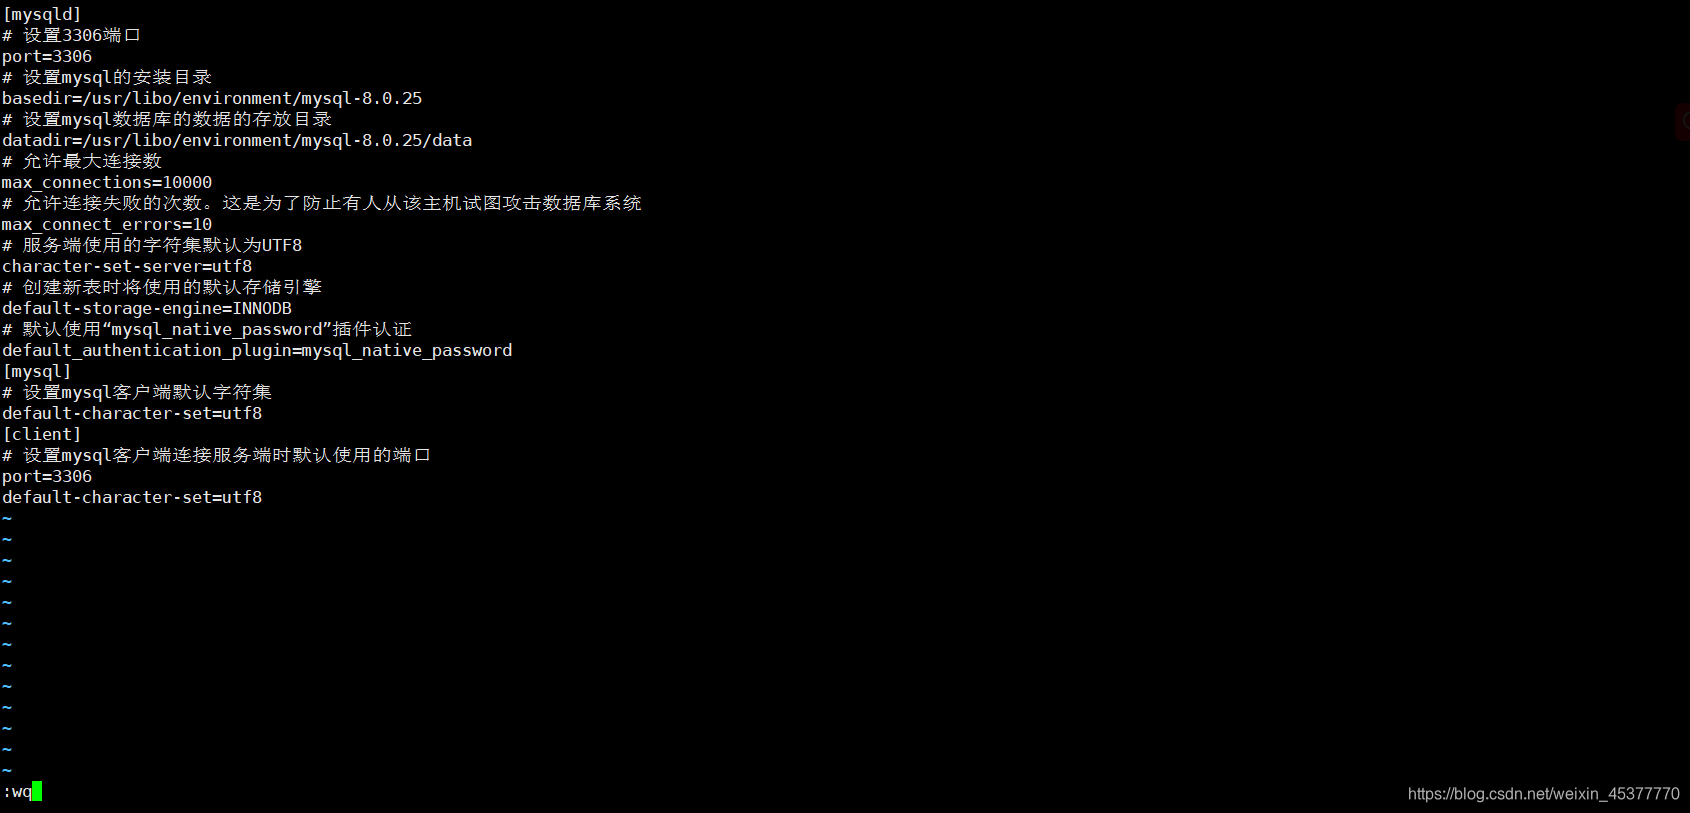 [mysqld]
# 设置3306端口
port=3306
# 设置mysql的安装目录
basedir=/usr/libo/environment/mysql-8.0.25
# 设置mysql数据库的数据的存放目录
datadir=/usr/libo/environment/mysql-8.0.25/data
# 允许最大连接数
max_connections=10000
# 允许连接失败的次数。这是为了防止有人从该主机试图攻击数据库系统
max_connect_errors=10
# 服务端使用的字符集默认为UTF8
character-set-server=utf8
# 创建新表时将使用的默认存储引擎
default-storage-engine=INNODB
# 默认使用“mysql_native_password”插件认证
default_authentication_plugin=mysql_native_password
[mysql]
# 设置mysql客户端默认字符集
default-character-set=utf8
[client]
# 设置mysql客户端连接服务端时默认使用的端口
port=3306
default-character-set=utf8
~
~
~
~
~
~
~
~
~
~
~
~
~
:wq
https://blog.csdn.net/weixin_45377770